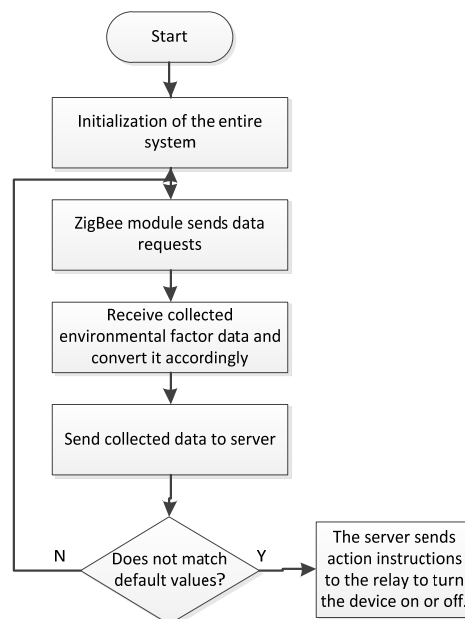 Start
Initialization of the entire
system
ZigBee module sends data
requests
Receive collected
environmental factor data and
convert it accordingly
Send collected data to server
Does not match
default values?
N
Y
The server sends
action instructions
to the relay to turn
the device on or off.